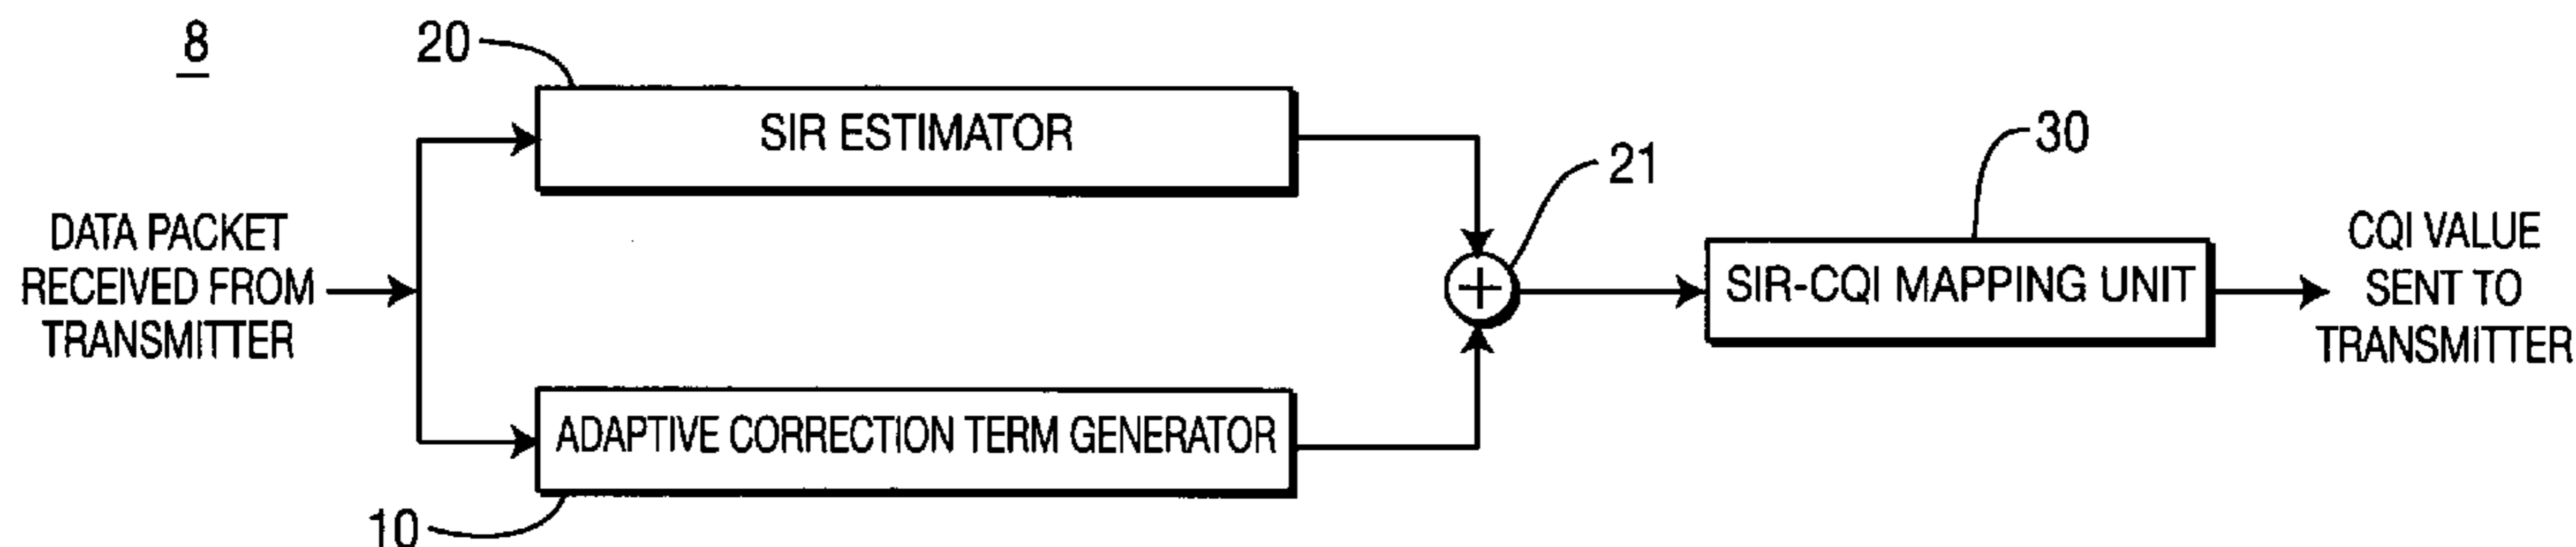 8
20
SIR ESTIMATOR
DATA PACKET
RECEIVED FROM
TRANSMITTER
21
+
30
SIR-CQI MAPPING UNIT
CQI VALUE
SENT TO
TRANSMITTER
ADAPTIVE CORRECTION TERM GENERATOR
10